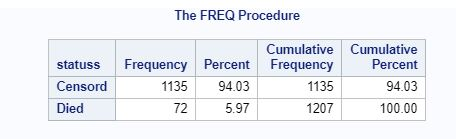 The FREQ Procedure
statuss Frequency Percent Cumulative Frequency Cumulative Percent
Censord 1135 94.03 1135 94.03
Died 72 5.97 1207 100.00